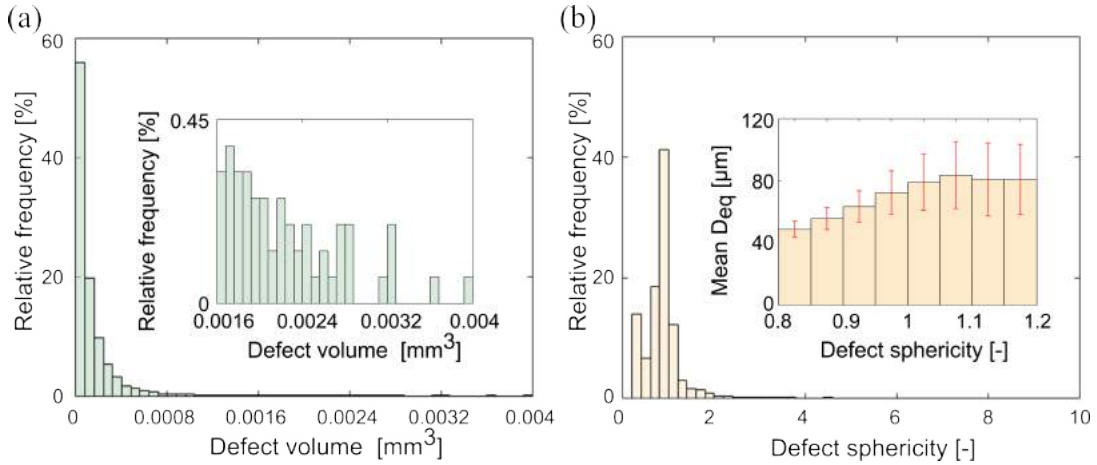 (a)
Relative frequency [%]
60
40
20
0
0 0.0008 0.0016 0.0024 0.0032 0.004
Defect volume [mm³]
Relative frequency [%]
0.45
0
0.0016 0.0024 0.0032 0.004
Defect volume [mm³]
(b)
Relative frequency [%]
60
40
20
0
0 2 4 6 8 10
Defect sphericity [-]
Mean Deq [μm]
120
80
40
0
0.8 0.9 1 1.1 1.2
Defect sphericity [-]